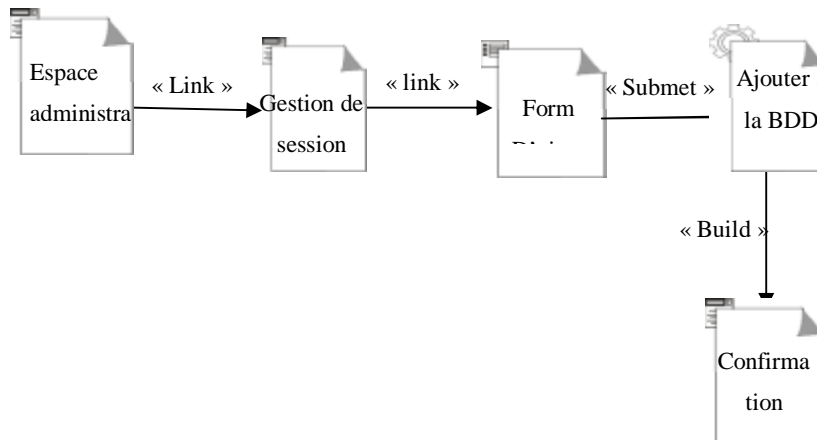 Espace
administra
« Link »
Gestion de
session
« link »
Form
« Submet »
Ajouter
la BDD
« Build »
Confirma
tion